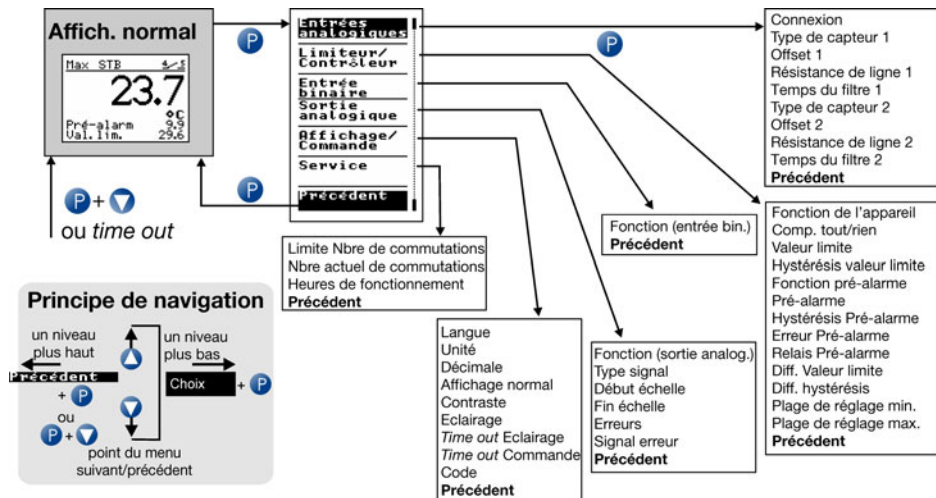 Affich. normal
Max STB
23.7
°C
Pré-alarm 9.9
Val.lim. 29.6
P + 
ou time out
P
P
Entrées
analogiques
Limiteur/
Contrôleur
Entrée
binaire
Sortie
analogique
Affichage/
Commande
Service
Précédent
P
Connexion
Type de capteur 1
Offset 1
Résistance de ligne 1
Temps du filtre 1
Type de capteur 2
Offset 2
Résistance de ligne 2
Temps du filtre 2
Précédent
Fonction de l'appareil
Comp. tout/rien
Valeur limite
Hystérésis valeur limite
Fonction pré-alarme
Pré-alarme
Hystérésis Pré-alarme
Erreur Pré-alarme
Relais Pré-alarme
Diff. Valeur limite
Diff. hystérésis
Plage de réglage min.
Plage de réglage max.
Précédent
Fonction (entrée bin.)
Précédent
Fonction (sortie analog.)
Type signal
Début échelle
Fin échelle
Erreurs
Signal erreur
Précédent
Langue
Unité
Décimale
Affichage normal
Contraste
Eclairage
Time out Eclairage
Time out Commande
Code
Précédent
Limite Nbre de commutations
Nbre actuel de commutations
Heures de fonctionnement
Précédent
Principe de navigation
un niveau
plus haut
Précédent
+ P
ou
P +
un niveau
plus bas
Choix + P
point du menu
suivant/précédent